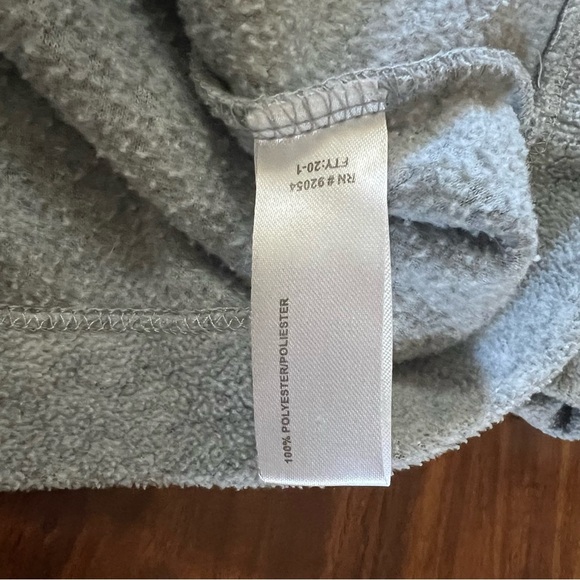 RN # 92054
FTY:20-1
100% POLYESTER/POLIESTER